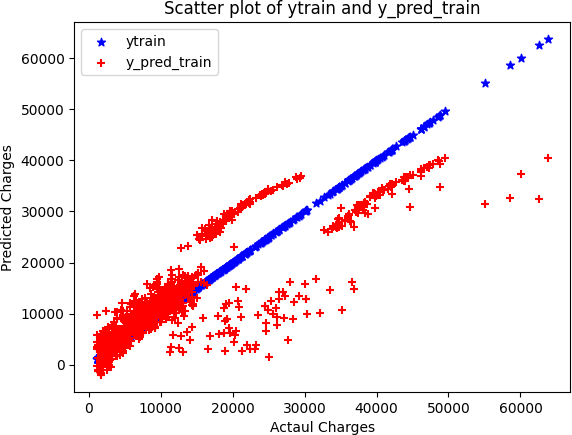 Scatter plot of ytrain and y_pred_train
ytrain
y_pred_train
Predicted Charges
60000
50000
40000
30000
20000
10000
0
0 10000 20000 30000 40000 50000 60000
Actaul Charges